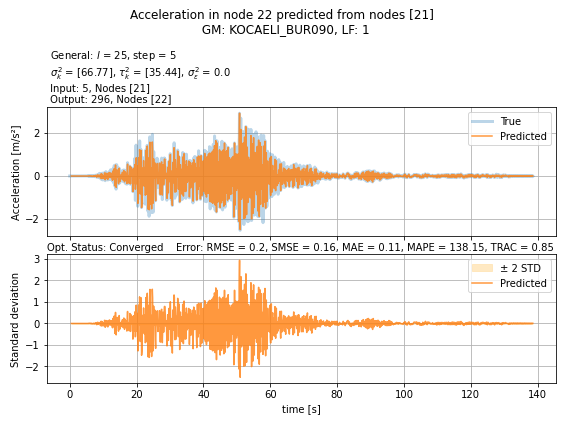 Acceleration in node 22 predicted from nodes [21]
GM: KOCAELI_BUR090, LF: 1
General: l = 25, step = 5
σ²ₖ = [66.77], τ²ₖ = [35.44], σ²ε = 0.0
Input: 5, Nodes [21]
Output: 296, Nodes [22]
Acceleration [m/s²]
2
0
−2
True
Predicted
Opt. Status: Converged Error: RMSE = 0.2, SMSE = 0.16, MAE = 0.11, MAPE = 138.15, TRAC = 0.85
Standard deviation
3
2
1
0
−1
−2
± 2 STD
Predicted
0 20 40 60 80 100 120 140
time [s]